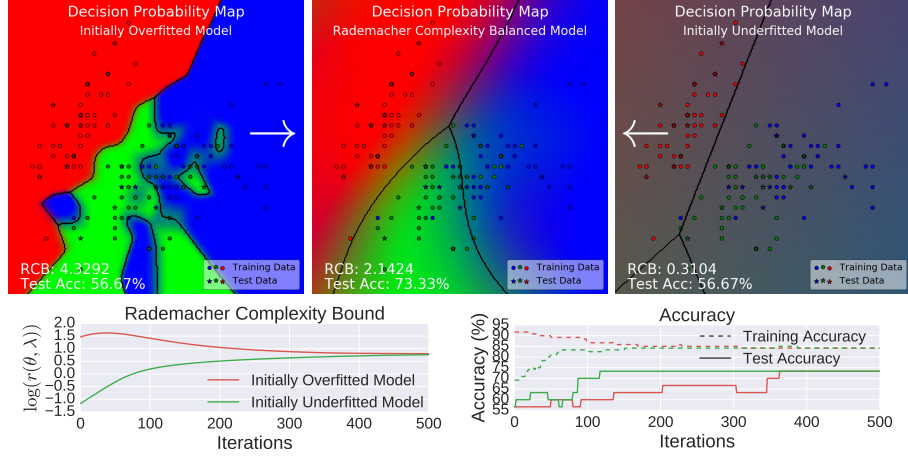 Decision Probability Map
Initially Overfitted Model
RCB: 4.3292
Test Acc: 56.67%
Training Data
Test Data
Decision Probability Map
Rademacher Complexity Balanced Model
RCB: 2.1424
Test Acc: 73.33%
Training Data
Test Data
Decision Probability Map
Initially Underfitted Model
RCB: 0.3104
Test Acc: 56.67%
Training Data
Test Data
Rademacher Complexity Bound
log(r(θ, λ))
2.0
1.5
1.0
0.5
0.0
−0.5
−1.0
−1.5
Initially Overfitted Model
Initially Underfitted Model
0 100 200 300 400 500
Iterations
Accuracy
Accuracy (%)
95
90
85
80
75
70
65
60
55
Training Accuracy
Test Accuracy
0 100 200 300 400 500
Iterations